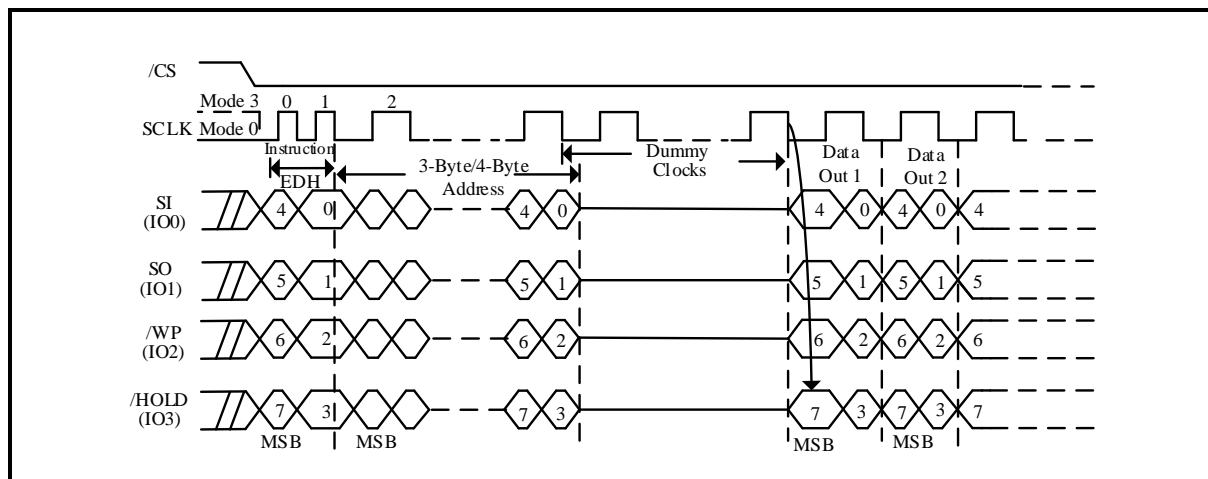 /CS
Mode 3 0 1 2
SCLK Mode 0
Instruction
EDH
3-Byte/4-Byte
Address
Dummy
Clocks
Data
Out 1
Data
Out 2
SI
(IO0)
4 0 4 0 4 0 4 0 4
SO
(IO1)
5 1 5 1 5 1 5 1 5
/WP
(IO2)
6 2 6 2 6 2 6 2 6
/HOLD
(IO3)
7 3 7 3 7 3 7 3 7
MSB MSB MSB MSB